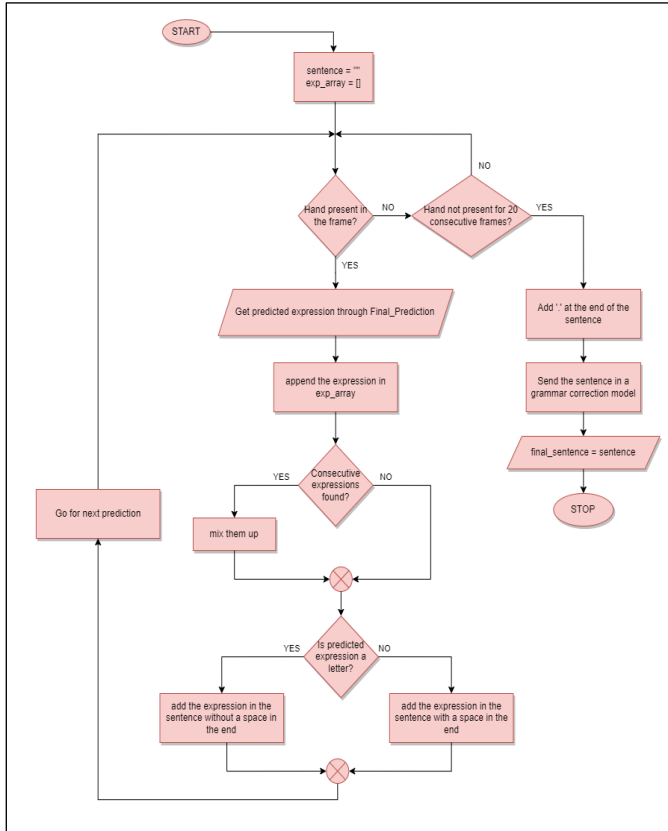 START
sentence = ""
exp_array = []
NO
Hand present in
the frame?
NO
Hand not present for 20
consecutive frames?
YES
YES
Get predicted expression through Final_Prediction
Add '.' at the end of the
sentence
append the expression in
exp_array
Send the sentence in a
grammar correction model
final_sentence = sentence
YES
Consecutive
expressions
found?
NO
Go for next prediction
STOP
mix them up
YES
Is predicted
expression a
letter?
NO
add the expression in the
sentence without a space in
the end
add the expression in the
sentence with a space in the
end